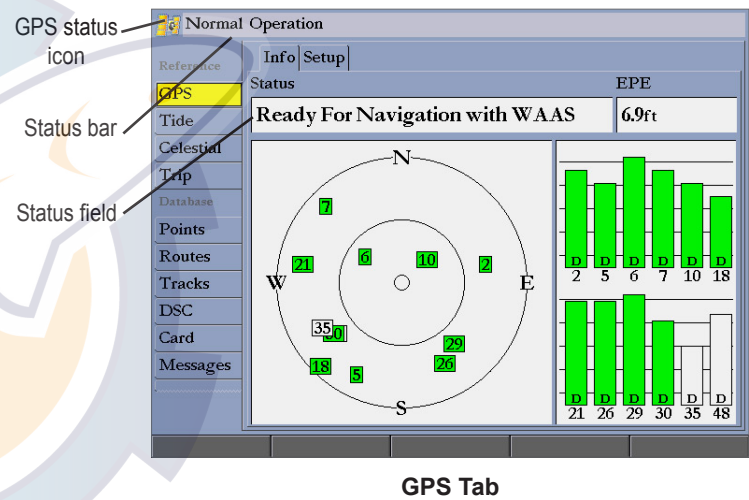 GPS status
icon
Normal Operation
Reference
Info Setup
Status EPE
GPS
Ready For Navigation with WAAS 6.9ft
Status bar
Tide
Celestial
Trip
Database
Status field
Points
Routes
Tracks
DSC
Card
Messages
N
7
6
10
21
2
W
E
35
30
29
26
18
5
S
D D D D D D
2 5 6 7 10 18
D D D D D D
21 26 29 30 35 48
GPS Tab